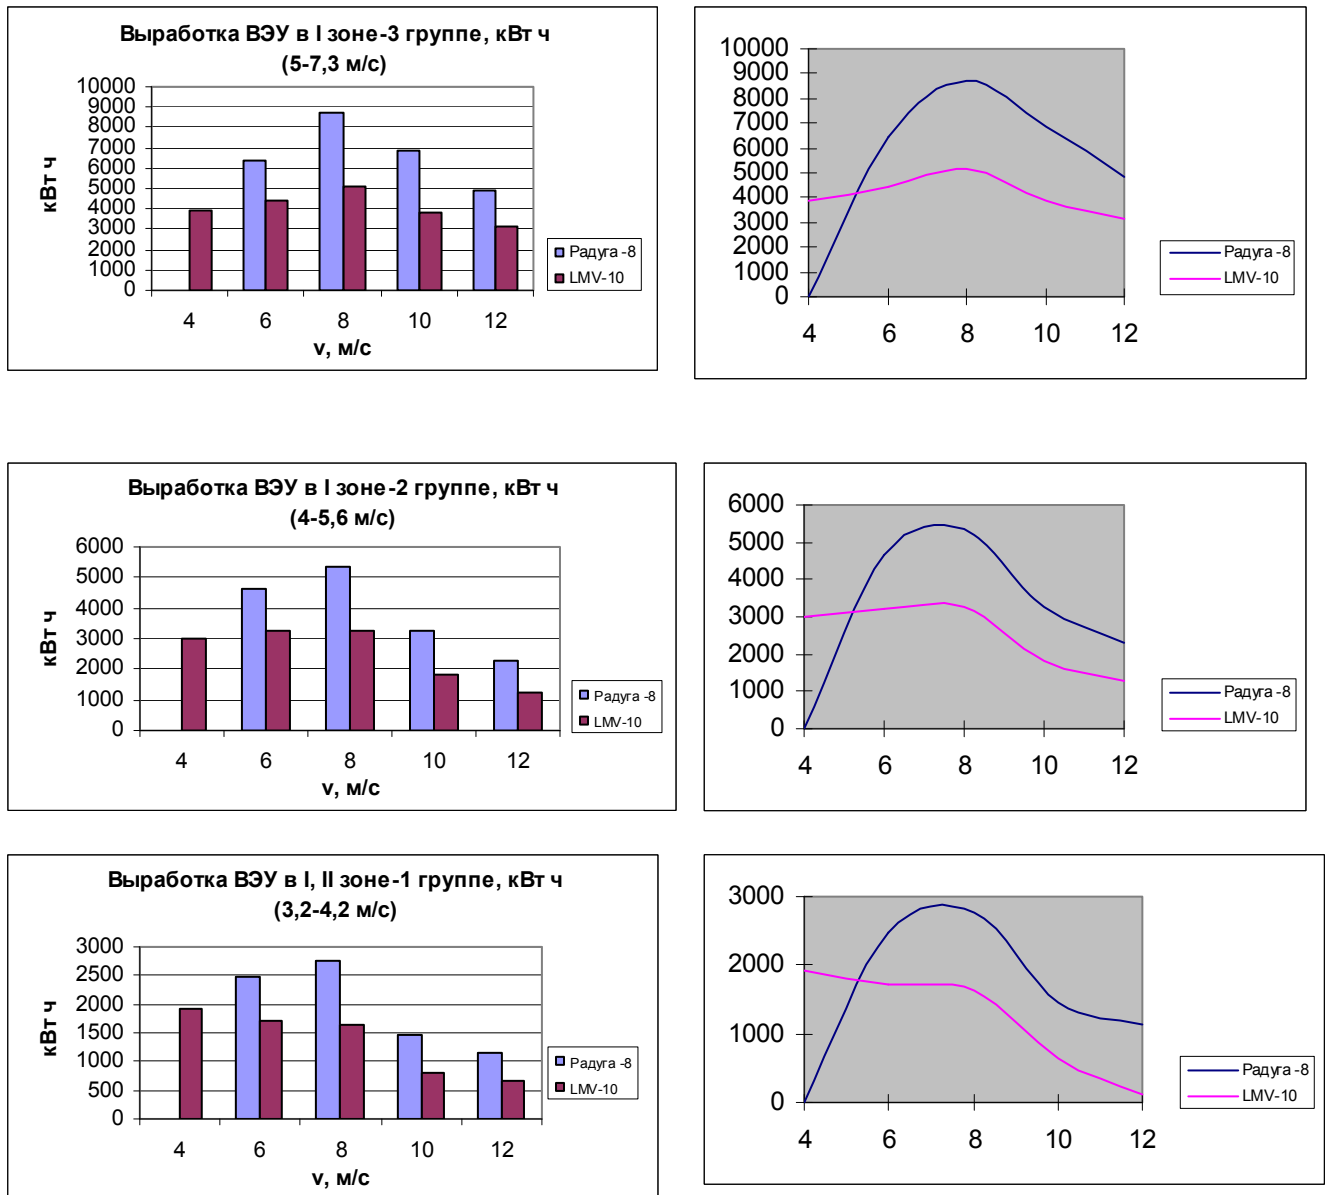 Выработка ВЭУ в I зоне-3 группе, кВт ч
(5-7,3 м/с)
10000
9000
8000
7000
6000
5000
4000
3000
2000
1000
0
кВт ч
4 6 8 10 12
v, м/с
Радуга -8
LMV-10
10000
9000
8000
7000
6000
5000
4000
3000
2000
1000
0
4 6 8 10 12
Радуга -8
LMV-10
Выработка ВЭУ в I зоне-2 группе, кВт ч
(4-5,6 м/с)
6000
5000
4000
3000
2000
1000
0
кВт ч
4 6 8 10 12
v, м/с
Радуга -8
LMV-10
6000
5000
4000
3000
2000
1000
0
4 6 8 10 12
Радуга -8
LMV-10
Выработка ВЭУ в I, II зоне-1 группе, кВт ч
(3,2-4,2 м/с)
3000
2500
2000
1500
1000
500
0
кВт ч
4 6 8 10 12
v, м/с
Радуга -8
LMV-10
3000
2000
1000
0
4 6 8 10 12
Радуга -8
LMV-10